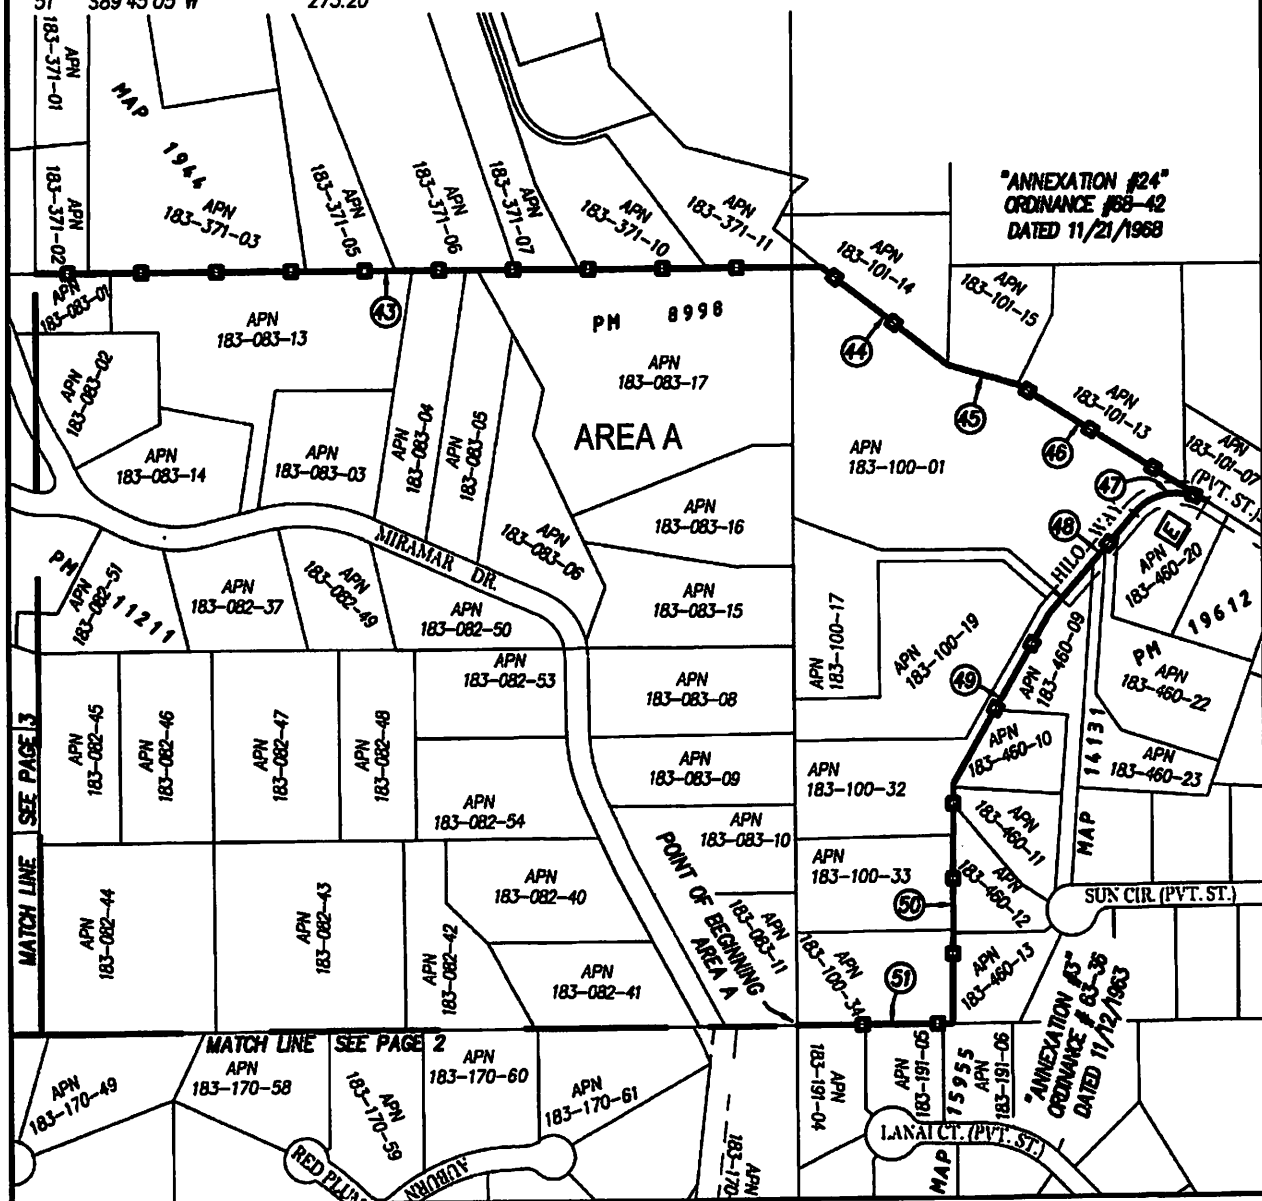 51 S89°45'05"W 275.20
APN
183-371-01
MAP
1944
APN
183-371-02
APN
183-371-03
APN
183-371-05
APN
183-371-06
APN
183-371-07
APN
183-371-10
APN
183-371-11
"ANNEXATION #24"
ORDINANCE #68-42
DATED 11/21/1968
APN
183-101-14
APN
183-101-15
APN
183-083-01
43
APN
183-083-13
PM 8998
44
APN
183-083-17
APN
183-083-02
AREA A
45
APN
183-101-13
46
APN
183-101-07
(PVT. ST.)
APN
183-083-04
APN
183-083-05
APN
183-083-14
APN
183-083-03
APN
183-100-01
47
HILO WAY
48
E
APN
183-083-16
MIRAMAR DR.
APN
183-083-06
APN
183-460-20
PM
11211
APN
183-082-51
APN
183-082-37
APN
183-082-49
APN
183-082-50
APN
183-083-15
APN
183-100-17
APN
183-100-19
APN
183-460-09
PM
19612
APN
183-460-22
APN
183-082-53
APN
183-083-08
49
APN
183-082-45
APN
183-082-46
APN
183-082-47
APN
183-082-48
APN
183-083-09
APN
183-100-32
APN
183-460-10
MAP 14131
APN
183-460-23
MATCH LINE SEE PAGE 3
APN
183-082-54
APN
183-083-10
APN
183-460-11
APN
183-082-44
APN
183-082-43
APN
183-082-40
POINT OF BEGINNING
AREA A
APN
183-100-33
50
APN
183-460-12
SUN CIR. (PVT. ST.)
APN
183-082-42
APN
183-083-11
APN
183-082-41
APN
183-100-34
51
APN
183-460-13
"ANNEXATION #3"
ORDINANCE # 63-36
DATED 11/12/1963
MATCH LINE SEE PAGE 2
APN
183-170-49
APN
183-170-58
APN
183-170-59
APN
183-170-60
APN
183-170-61
APN
183-191-04
APN
183-191-05
MAP 15955
APN
183-191-06
LANAI CT. (PVT. ST.)
RED PLUM
AUBURN
APN
183-170-